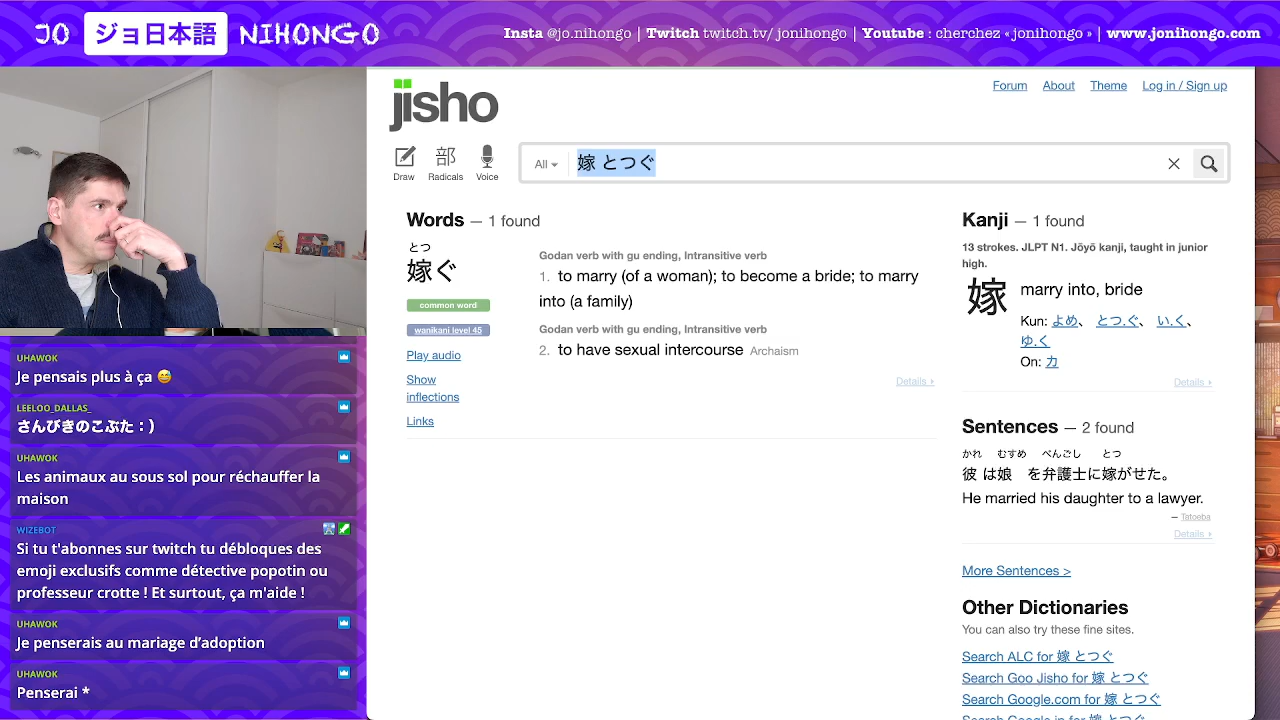 JO ジョ日本語 NIHONGO
Insta @jo.nihongo | Twitch twitch.tv/ jonihongo | Youtube : cherchez « jonihongo » | www.jonihongo.com
jisho
Forum About Theme Log in / Sign up
部
Draw Radicals Voice
All 嫁 とつぐ
Words — 1 found
とつ
嫁ぐ
common word
wanikani level 45
Play audio
Show
inflections
Links
Godan verb with gu ending, Intransitive verb
1. to marry (of a woman); to become a bride; to marry
into (a family)
Godan verb with gu ending, Intransitive verb
2. to have sexual intercourse Archaism
Details
Kanji — 1 found
13 strokes. JLPT N1. Jōyō kanji, taught in junior
high.
嫁
marry into, bride
Kun: よめ、 とつ.ぐ、 い.く、
ゆ.く
On: カ
Details
Sentences — 2 found
かれ むすめ べんごし とつ
彼は娘を弁護士に嫁がせた。
He married his daughter to a lawyer.
— Tatoeba
Details
More Sentences >
Other Dictionaries
You can also try these fine sites.
Search ALC for 嫁 とつぐ
Search Goo Jisho for 嫁 とつぐ
Search Google.com for 嫁 とつぐ
UHAWOK
Je pensais plus à ça 😅
LEELOO_DALLAS_
さんびきのこぶた：)
UHAWOK
Les animaux au sous sol pour réchauffer la
maison
WIZEBOT
Si tu t'abonnes sur twitch tu débloques des
emoji exclusifs comme détective popotin ou
professeur crotte ! Et surtout, ça m'aide !
UHAWOK
Je penserais au mariage d’adoption
UHAWOK
Penserai *